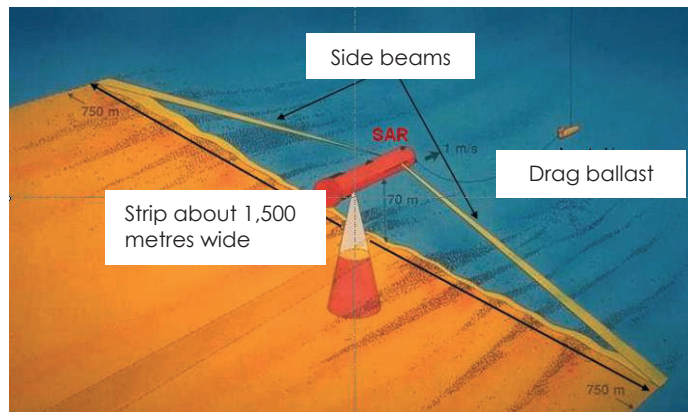 Side beams
750 m
SAR
1 m/s
Drag ballast
70 m
Strip about 1,500
metres wide
750 m